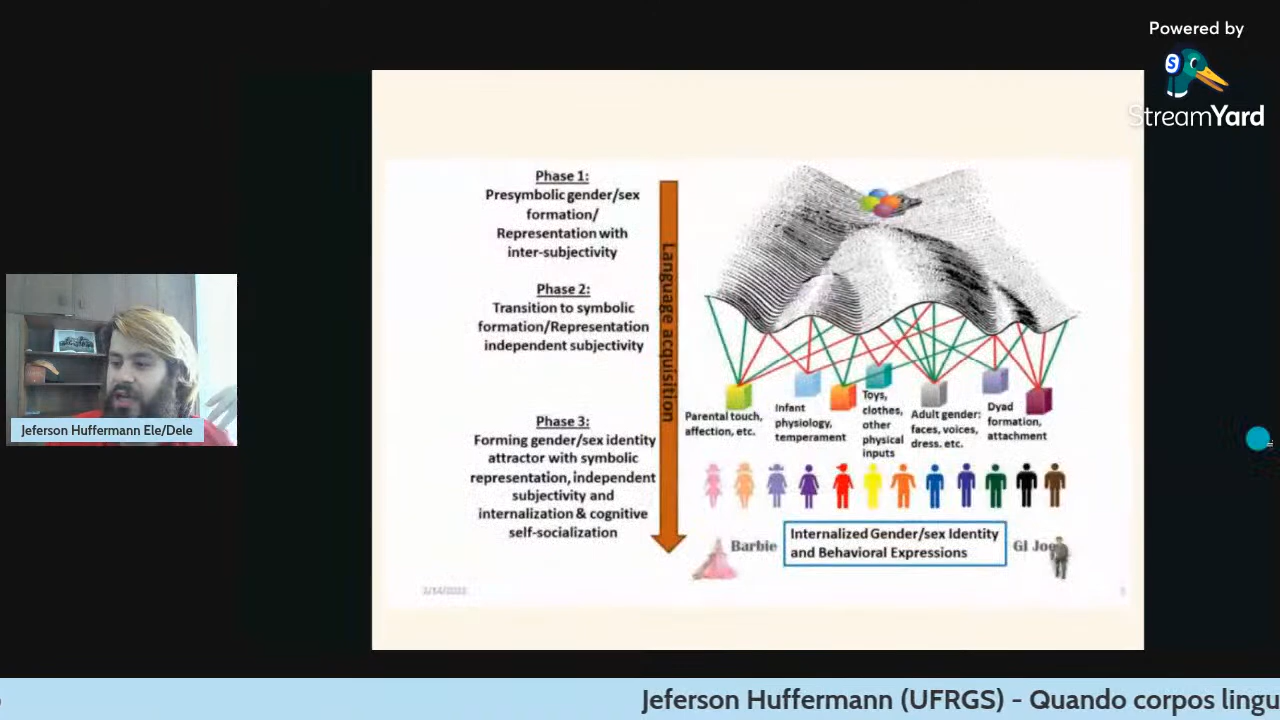 Powered by
StreamYard
Phase 1:
Presymbolic gender/sex
formation/
Representation with
inter-subjectivity
Phase 2:
Transition to symbolic
formation/Representation
independent subjectivity
Phase 3:
Forming gender/sex identity
attractor with symbolic
representation, independent
subjectivity and
internalization & cognitive
self-socialization
Language acquisition
Parental touch,
affection, etc.
Infant
physiology,
temperament
Toys,
clothes,
other
physical
inputs
Adult gender:
faces, voices,
dress. etc.
Dyad
formation,
attachment
Barbie
Internalized Gender/sex Identity
and Behavioral Expressions
GI Joe
Jeferson Huffermann Ele/Dele
Jeferson Huffermann (UFRGS) - Quando corpos lingu